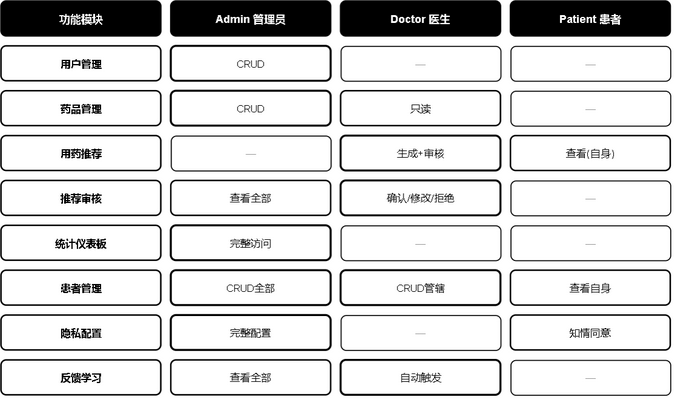 功能模块 Admin 管理员 Doctor 医生 Patient 患者
用户管理 CRUD — —
药品管理 CRUD 只读 —
用药推荐 — 生成+审核 查看(自身)
推荐审核 查看全部 确认/修改/拒绝 —
统计仪表板 完整访问 — —
患者管理 CRUD全部 CRUD管辖 查看自身
隐私配置 完整配置 — 知情同意
反馈学习 查看全部 自动触发 —